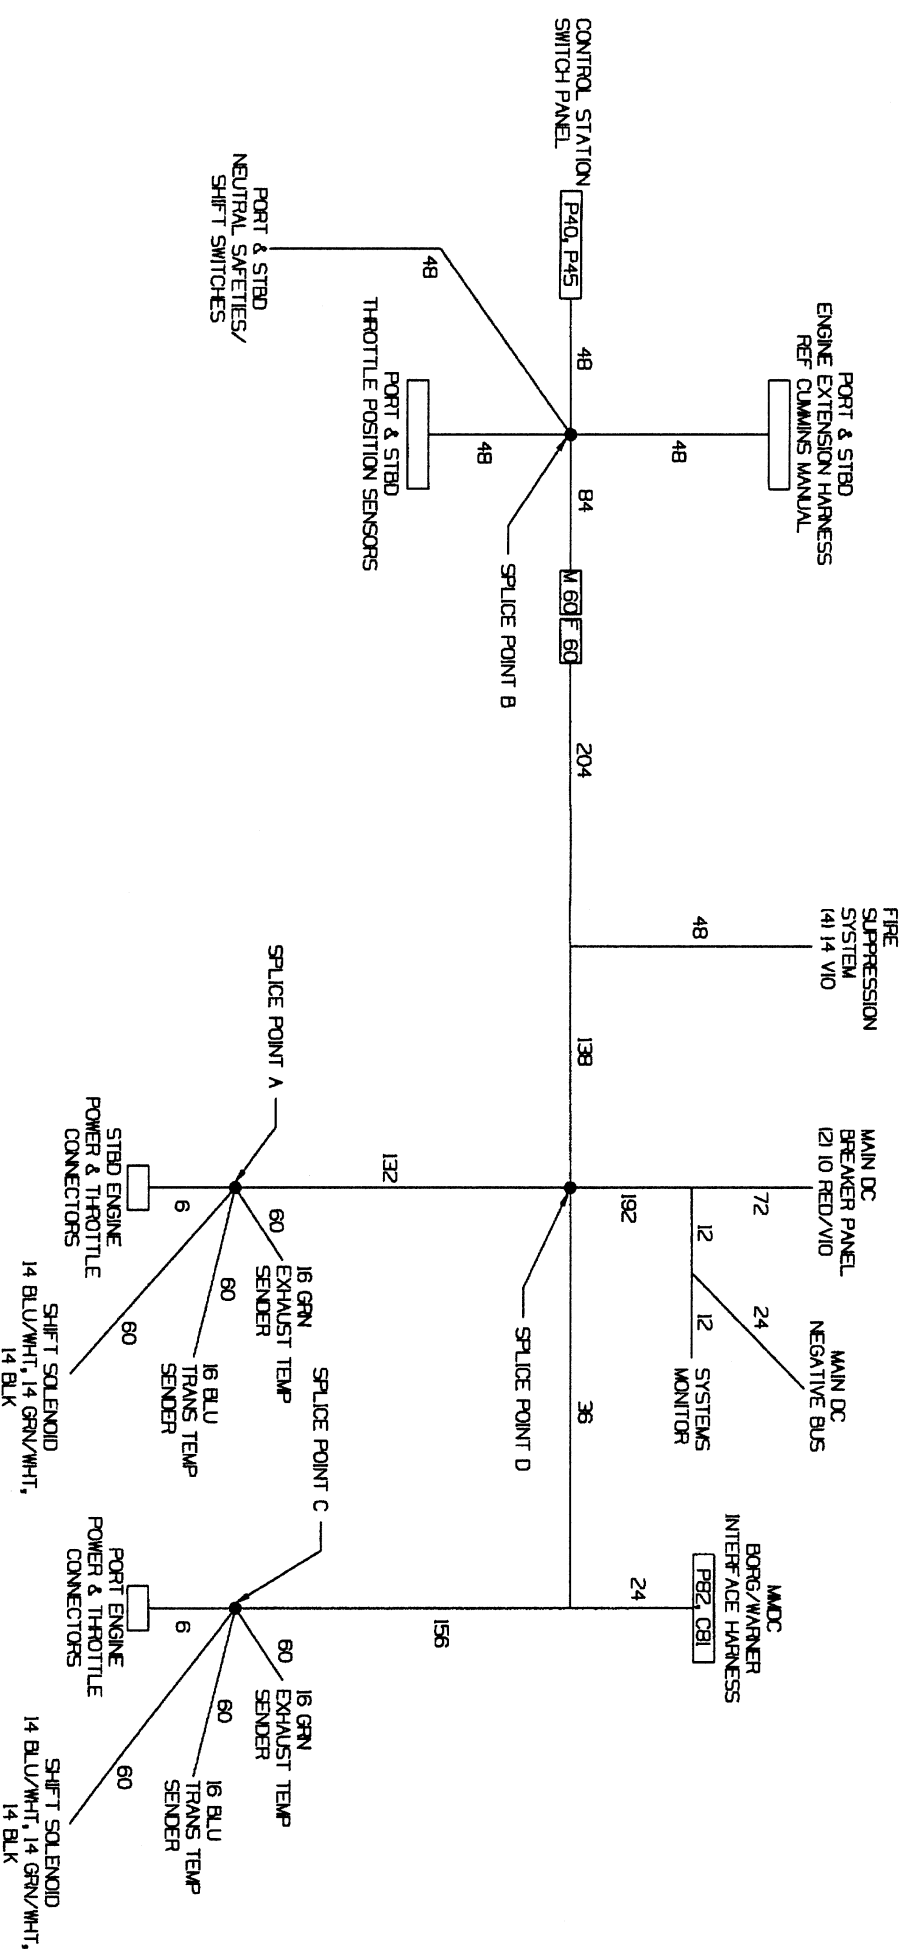 CONTROL STATION
SWITCH PANEL
P40, P45
48
PORT & STBD
ENGINE EXTENSION HARNESS
REF CUMMINS MANUAL
48
PORT & STBD
NEUTRAL SAFETIES/
SHIFT SWITCHES
48
PORT & STBD
THROTTLE POSITION SENSORS
48
84
SPLICE POINT B
M 60
F 60
204
FIRE
SUPPRESSION
SYSTEM
(4) 14 VIO
48
138
MAIN DC
BREAKER PANEL
(2) 10 RED/VIO
72
192
12
12
24
MAIN DC
NEGATIVE BUS
SYSTEMS
MONITOR
SPLICE POINT D
36
MMDC
BORG/WARNER
INTERFACE HARNESS
P82, C81
24
SPLICE POINT A
132
STBD ENGINE
POWER & THROTTLE
CONNECTORS
6
60
16 GRN
EXHAUST TEMP
SENDER
60
16 BLU
TRANS TEMP
SENDER
60
SHIFT SOLENOID
14 BLU/WHT, 14 GRN/WHT,
14 BLK
SPLICE POINT C
156
PORT ENGINE
POWER & THROTTLE
CONNECTORS
6
60
16 GRN
EXHAUST TEMP
SENDER
60
16 BLU
TRANS TEMP
SENDER
60
SHIFT SOLENOID
14 BLU/WHT, 14 GRN/WHT,
14 BLK